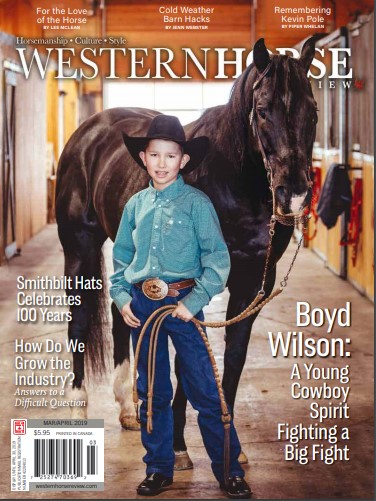 For the Love
of the Horse
BY LEE MCLEAN
Cold Weather
Barn Hacks
BY JENN WEBSTER
Remembering
Kevin Pole
BY PIPER WHELAN
Horsemanship • Culture • Style
WESTERN HORSE
VIEW
Smithbilt Hats
Celebrates
100 Years
How Do We
Grow the
Industry?
Answers to a
Difficult Question
Boyd
Wilson:
A Young
Cowboy
Spirit
Fighting a
Big Fight
MAR/APRIL 2019
$5.95 PRINTED IN CANADA
westernhorsereview.com